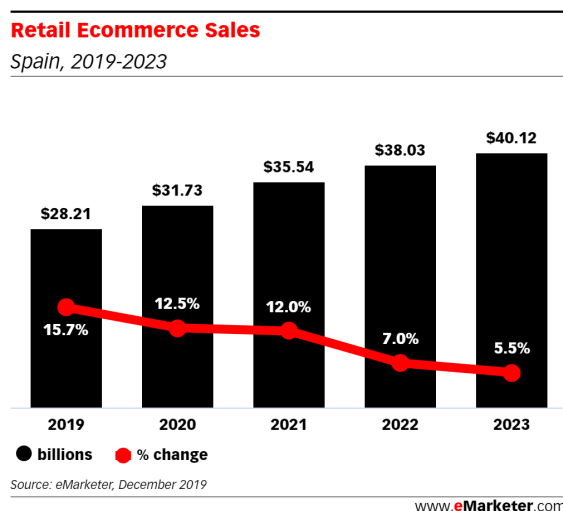 Retail Ecommerce Sales
Spain, 2019-2023
$28.21
$31.73
$35.54
$38.03
$40.12
15.7%
12.5%
12.0%
7.0%
5.5%
2019 2020 2021 2022 2023
billions % change
Source: eMarketer, December 2019
www.eMarketer.com